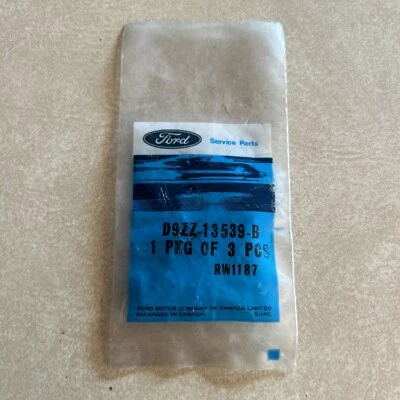 Ford
Service Parts
D9ZZ 13539-B
1 PKG OF 3 PCS
RW1187
FORD MOTOR COMPANY OF CANADA LIMITED
PACKAGED IN CANADA